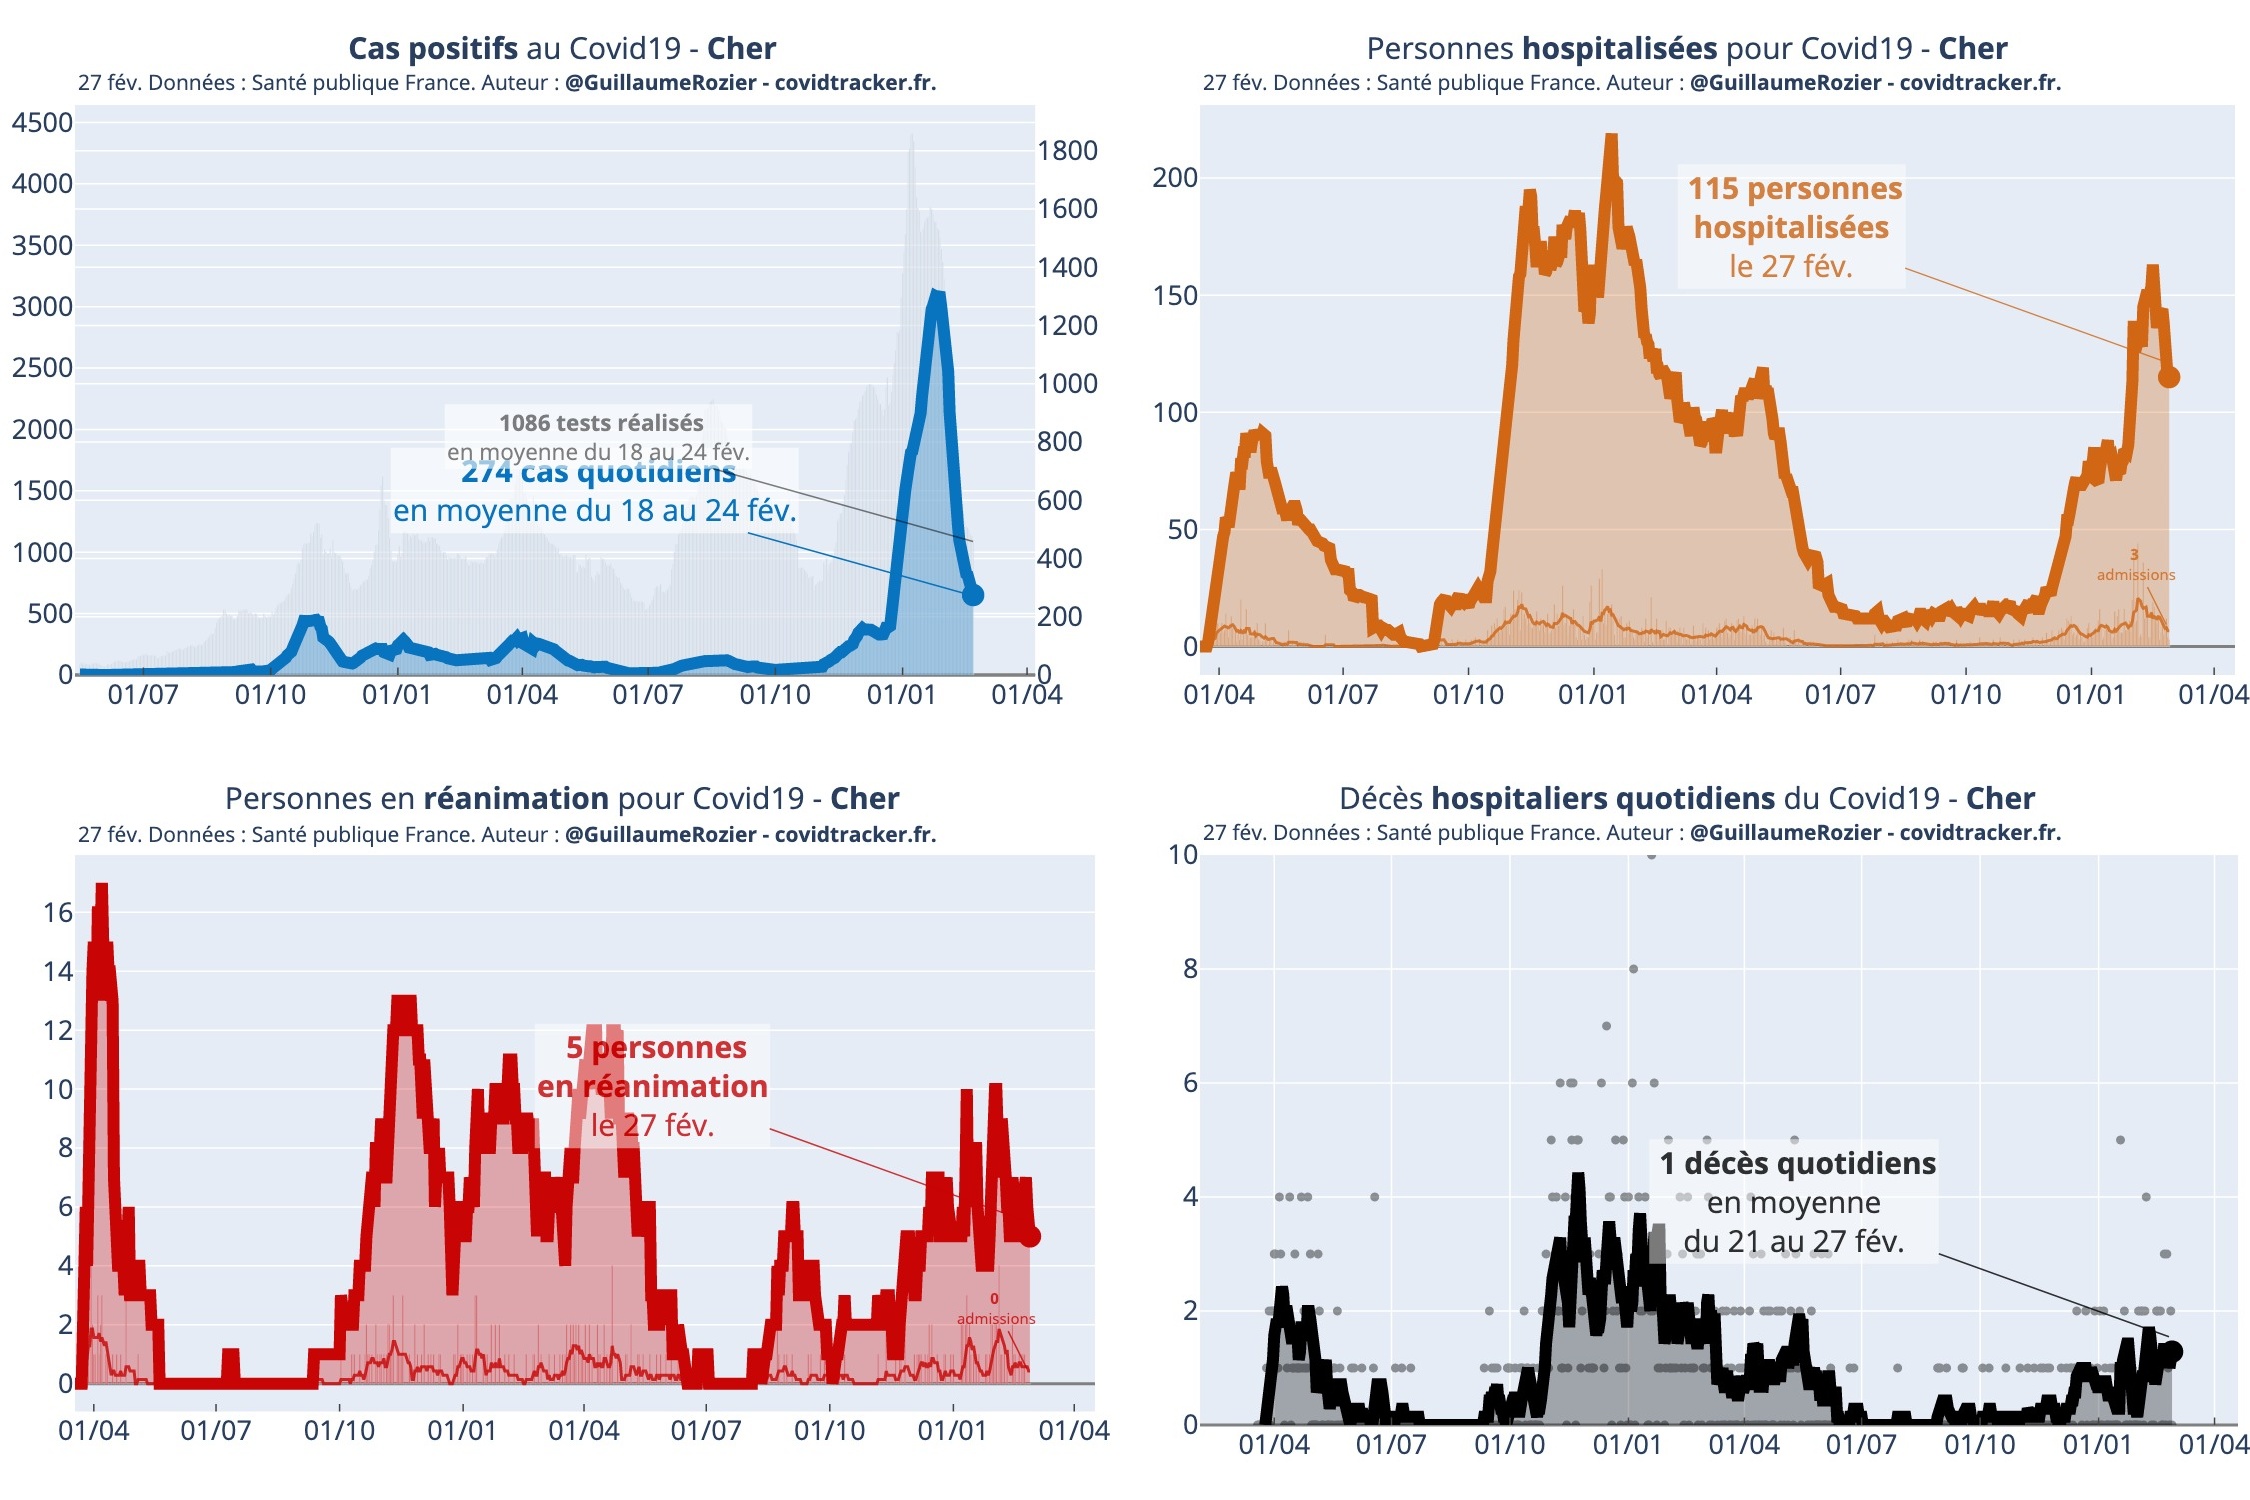 Cas positifs au Covid19 - Cher
27 fév. Données : Santé publique France. Auteur : @GuillaumeRozier - covidtracker.fr.
4500
4000
3500
3000
2500
2000
1500
1000
500
0
1800
1600
1400
1200
1000
800
600
400
200
0
1086 tests réalisés
en moyenne du 18 au 24 fév.
274 cas quotidiens
en moyenne du 18 au 24 fév.
01/07 01/10 01/01 01/04 01/07 01/10 01/01 01/04
Personnes hospitalisées pour Covid19 - Cher
27 fév. Données : Santé publique France. Auteur : @GuillaumeRozier - covidtracker.fr.
200
150
100
50
0
115 personnes
hospitalisées
le 27 fév.
3
admissions
01/04 01/07 01/10 01/01 01/04 01/07 01/10 01/01 01/04
Personnes en réanimation pour Covid19 - Cher
27 fév. Données : Santé publique France. Auteur : @GuillaumeRozier - covidtracker.fr.
16
14
12
10
8
6
4
2
0
5 personnes
en réanimation
le 27 fév.
0
admissions
01/04 01/07 01/10 01/01 01/04 01/07 01/10 01/01 01/04
Décès hospitaliers quotidiens du Covid19 - Cher
27 fév. Données : Santé publique France. Auteur : @GuillaumeRozier - covidtracker.fr.
10
8
6
4
2
0
1 décès quotidiens
en moyenne
du 21 au 27 fév.
01/04 01/07 01/10 01/01 01/04 01/07 01/10 01/01 01/04